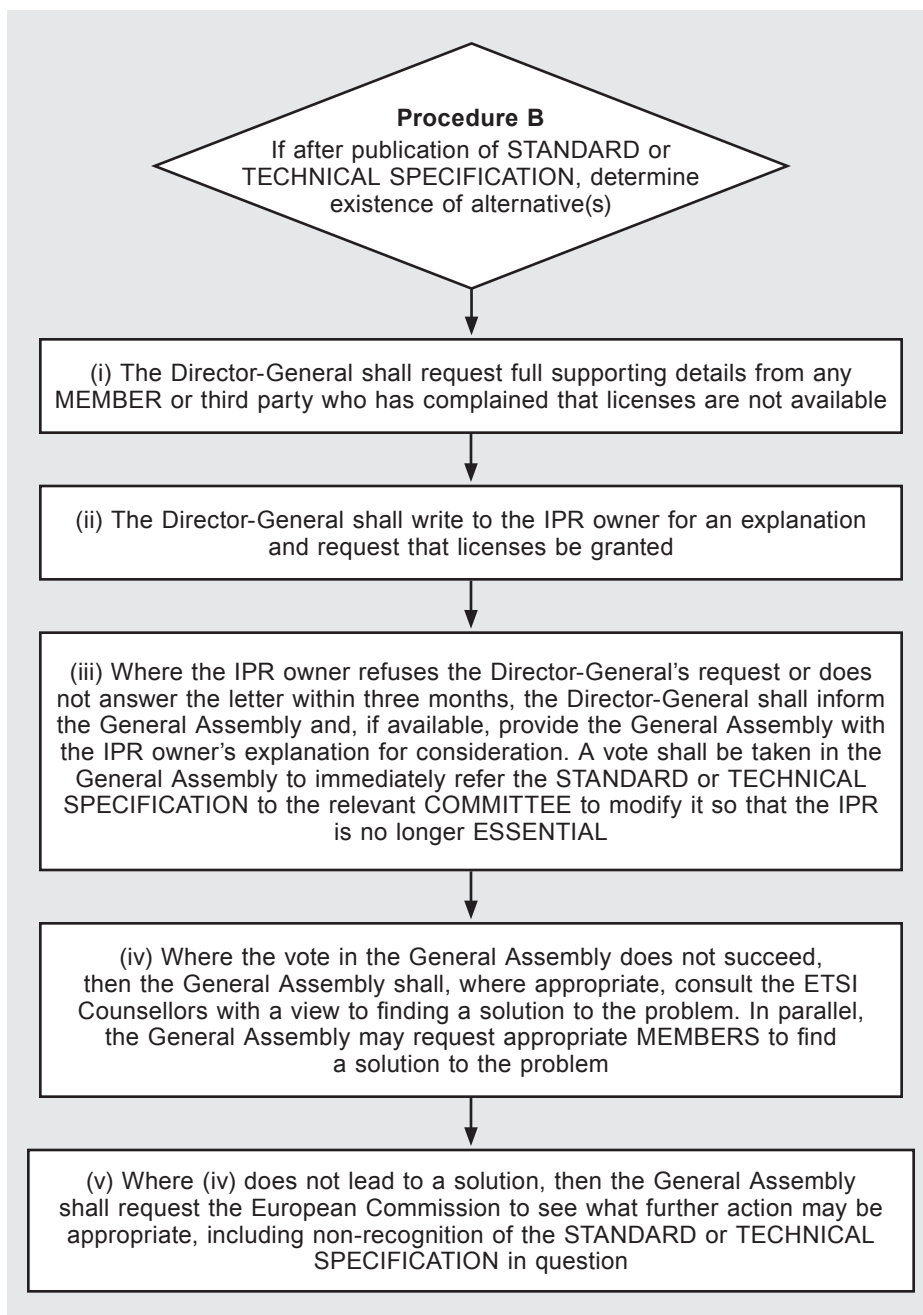 Procedure B
If after publication of STANDARD or
TECHNICAL SPECIFICATION, determine
existence of alternative(s)
(i) The Director-General shall request full supporting details from any
MEMBER or third party who has complained that licenses are not available
(ii) The Director-General shall write to the IPR owner for an explanation
and request that licenses be granted
(iii) Where the IPR owner refuses the Director-General's request or does
not answer the letter within three months, the Director-General shall inform
the General Assembly and, if available, provide the General Assembly with
the IPR owner's explanation for consideration. A vote shall be taken in the
General Assembly to immediately refer the STANDARD or TECHNICAL
SPECIFICATION to the relevant COMMITTEE to modify it so that the IPR
is no longer ESSENTIAL
(iv) Where the vote in the General Assembly does not succeed,
then the General Assembly shall, where appropriate, consult the ETSI
Counsellors with a view to finding a solution to the problem. In parallel,
the General Assembly may request appropriate MEMBERS to find
a solution to the problem
(v) Where (iv) does not lead to a solution, then the General Assembly
shall request the European Commission to see what further action may be
appropriate, including non-recognition of the STANDARD or TECHNICAL
SPECIFICATION in question